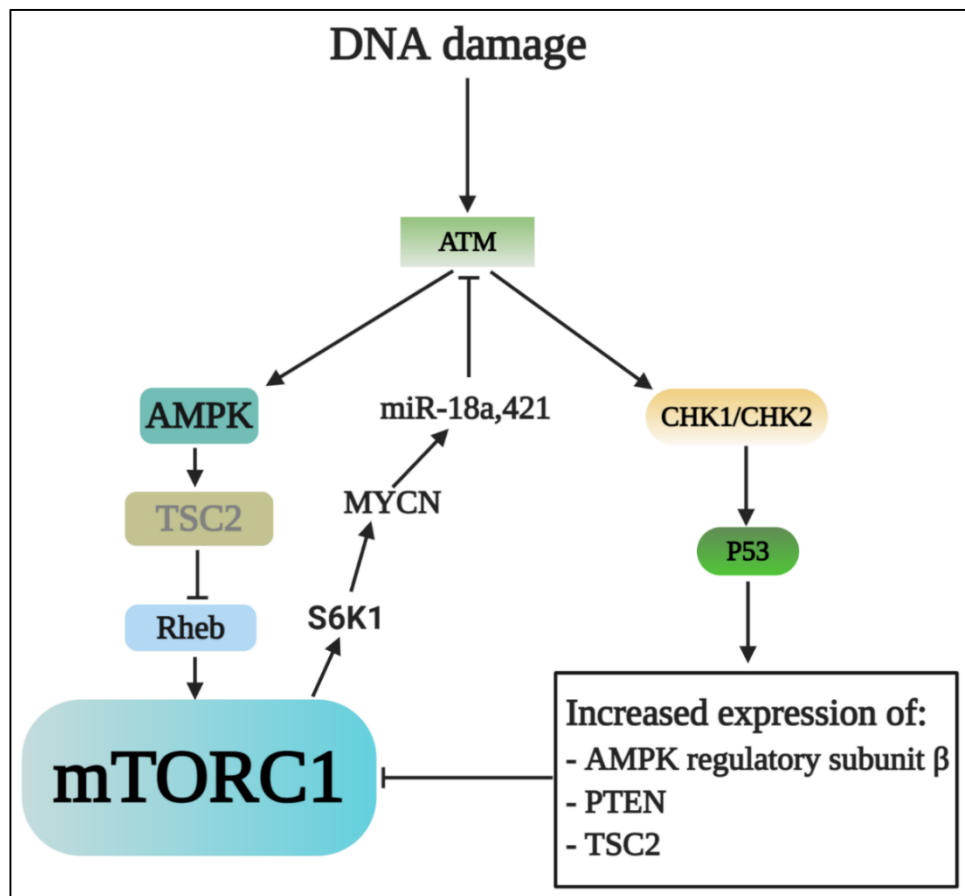 DNA damage
ATM
AMPK
miR-18a,421
CHK1/CHK2
MYCN
TSC2
P53
S6K1
Rheb
mTORC1
Increased expression of:
- AMPK regulatory subunit β
- PTEN
- TSC2